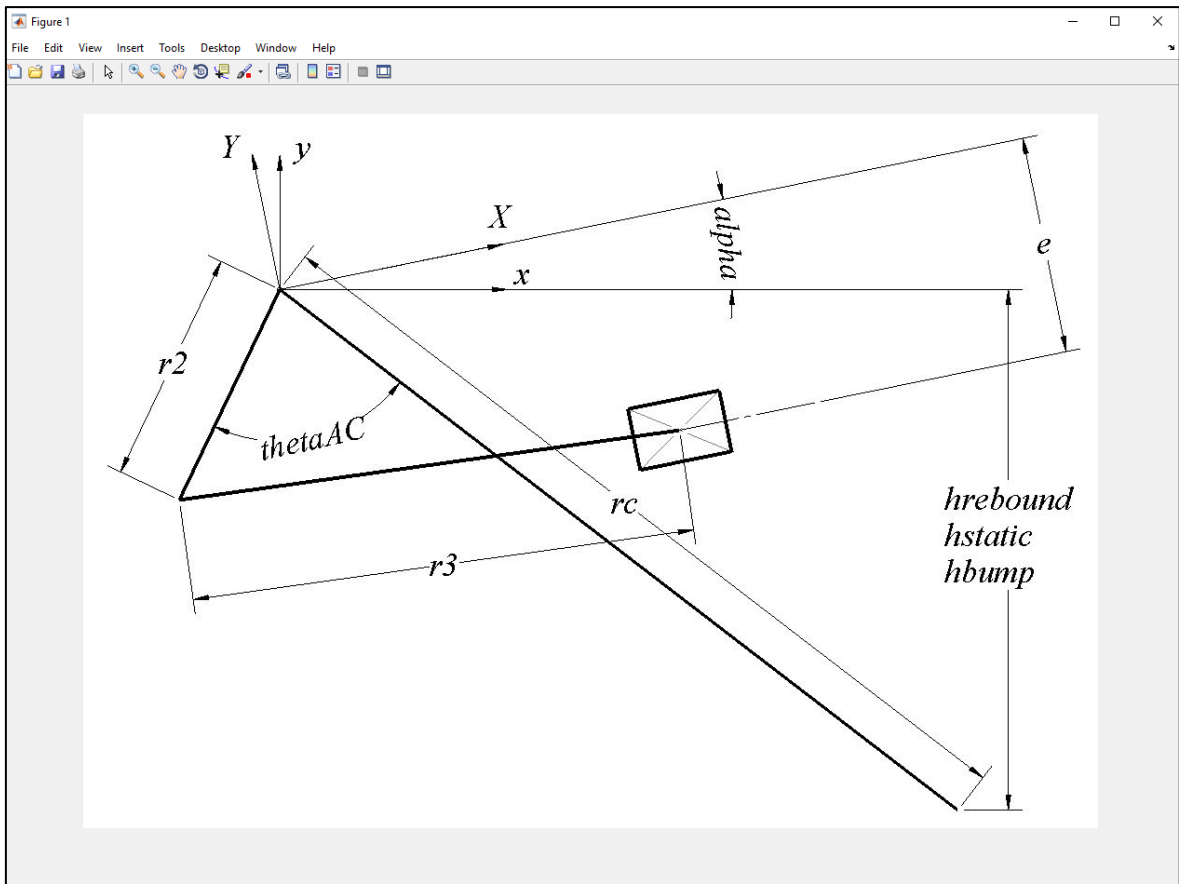 Figure 1
File Edit View Insert Tools Desktop Window Help
Y
y
X
x
alpha
e
r2
thetaAC
rc
r3
hrebound
hstatic
hbump